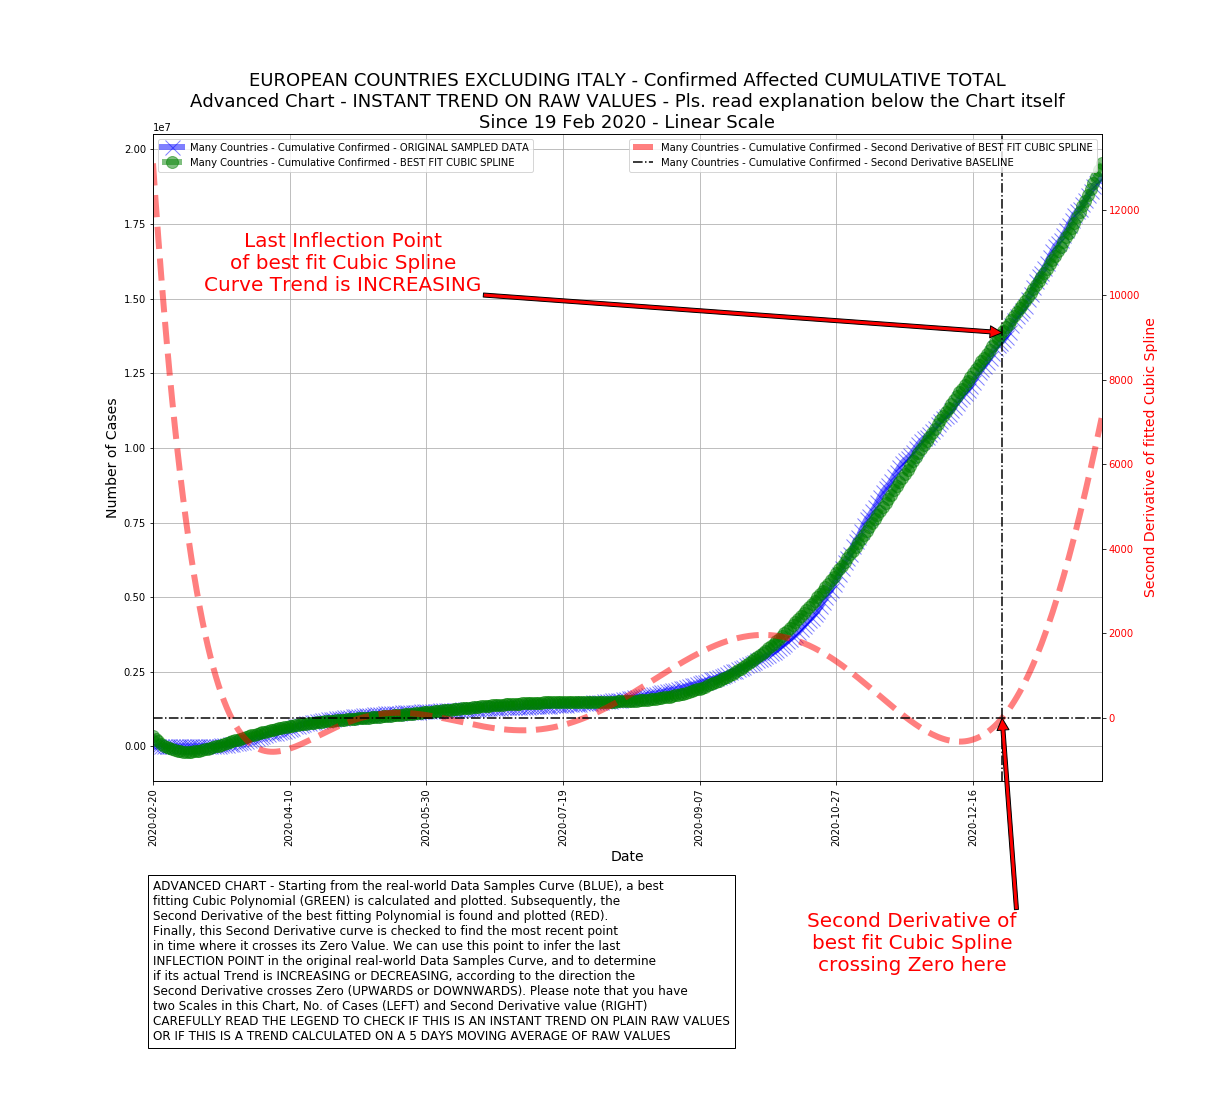 EUROPEAN COUNTRIES EXCLUDING ITALY - Confirmed Affected CUMULATIVE TOTAL
Advanced Chart - INSTANT TREND ON RAW VALUES - Pls. read explanation below the Chart itself
Since 19 Feb 2020 - Linear Scale
1e7
Many Countries - Cumulative Confirmed - ORIGINAL SAMPLED DATA
Many Countries - Cumulative Confirmed - BEST FIT CUBIC SPLINE
Many Countries - Cumulative Confirmed - Second Derivative of BEST FIT CUBIC SPLINE
Many Countries - Cumulative Confirmed - Second Derivative BASELINE
Last Inflection Point
of best fit Cubic Spline
Curve Trend is INCREASING
Number of Cases
2.00
1.75
1.50
1.25
1.00
0.75
0.50
0.25
0.00
12000
10000
8000
6000
4000
2000
0
Second Derivative of fitted Cubic Spline
2020-02-20
2020-04-10
2020-05-30
2020-07-19
2020-09-07
2020-10-27
2020-12-16
Date
Second Derivative of
best fit Cubic Spline
crossing Zero here
ADVANCED CHART - Starting from the real-world Data Samples Curve (BLUE), a best
fitting Cubic Polynomial (GREEN) is calculated and plotted. Subsequently, the
Second Derivative of the best fitting Polynomial is found and plotted (RED).
Finally, this Second Derivative curve is checked to find the most recent point
in time where it crosses its Zero Value. We can use this point to infer the last
INFLECTION POINT in the original real-world Data Samples Curve, and to determine
if its actual Trend is INCREASING or DECREASING, according to the direction the
Second Derivative crosses Zero (UPWARDS or DOWNWARDS). Please note that you have
two Scales in this Chart, No. of Cases (LEFT) and Second Derivative value (RIGHT)
CAREFULLY READ THE LEGEND TO CHECK IF THIS IS AN INSTANT TREND ON PLAIN RAW VALUES
OR IF THIS IS A TREND CALCULATED ON A 5 DAYS MOVING AVERAGE OF RAW VALUES